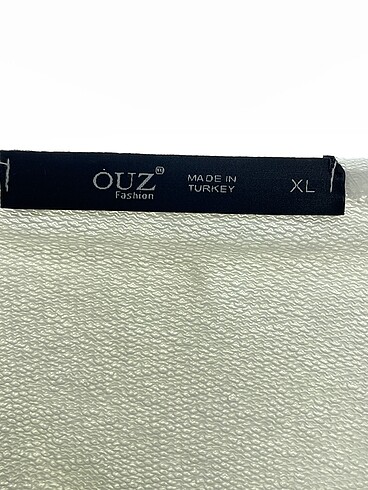 OUZ
Fashion
MADE IN
TURKEY
XL